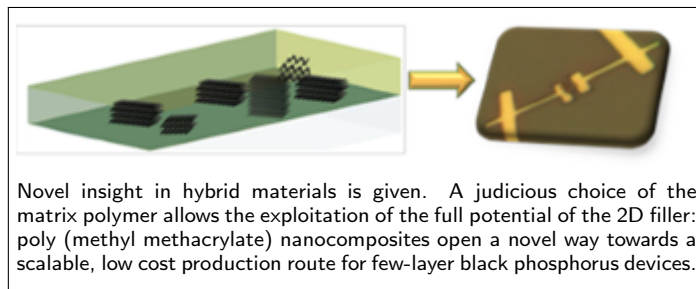 Novel insight in hybrid materials is given. A judicious choice of the
matrix polymer allows the exploitation of the full potential of the 2D filler:
poly (methyl methacrylate) nanocomposites open a novel way towards a
scalable, low cost production route for few-layer black phosphorus devices.